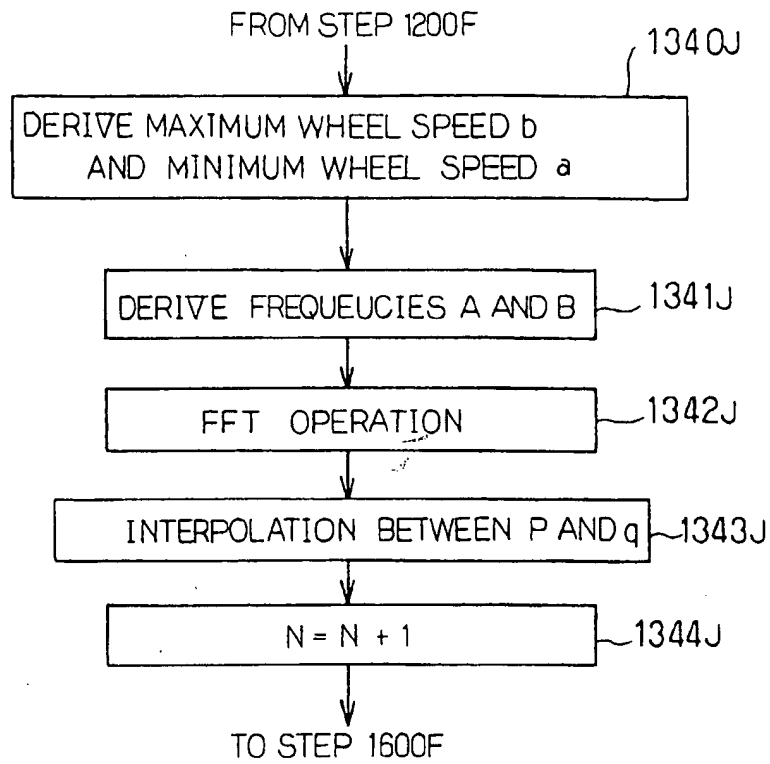 FROM STEP 1200F
1340J
DERIVE MAXIMUM WHEEL SPEED b
AND MINIMUM WHEEL SPEED a
DERIVE FREQUEUCIES A AND B
1341J
FFT OPERATION
1342J
INTERPOLATION BETWEEN P AND q
1343J
N = N + 1
1344J
TO STEP 1600F